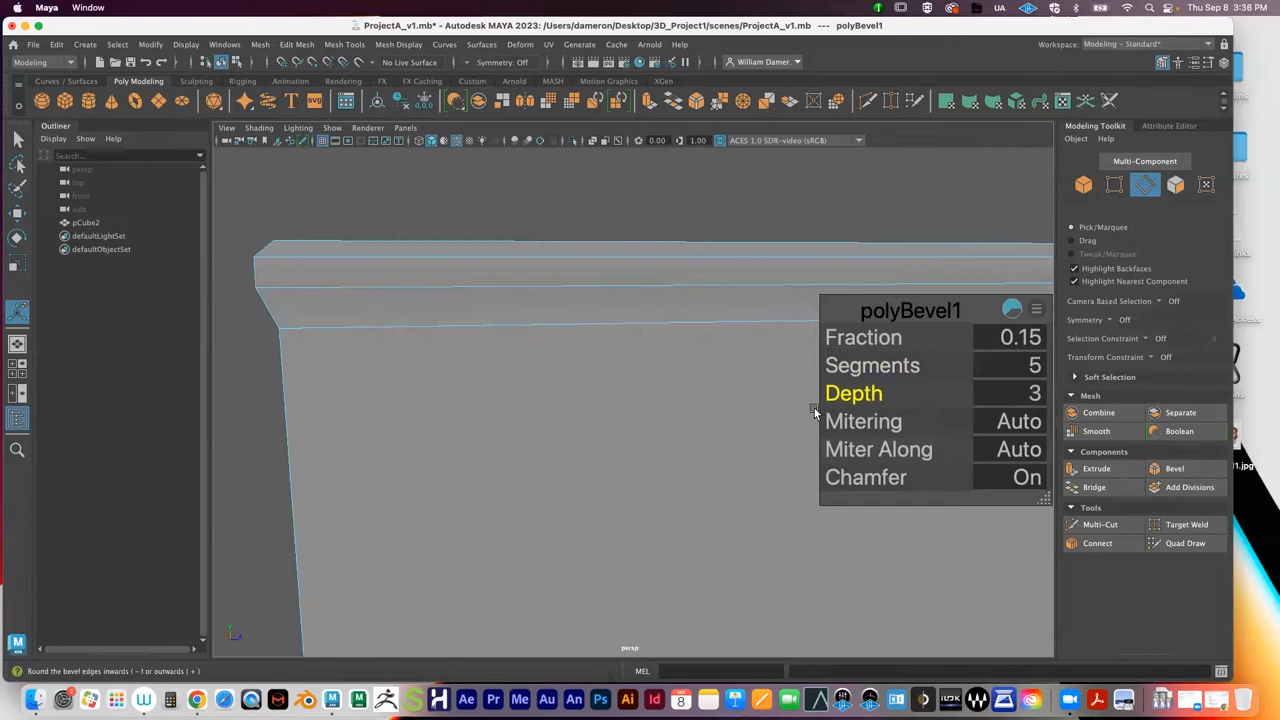 Maya Window
Thu Sep 8 3:36 PM
ProjectA_v1.mb* - Autodesk MAYA 2023: /Users/dameron/Desktop/3D_Project1/scenes/ProjectA_v1.mb --- polyBevel1
File Edit Create Select Modify Display Windows Mesh Edit Mesh Mesh Tools Mesh Display Curves Surfaces Deform UV Generate Cache Arnold Help
Workspace: Modeling - Standard*
Modeling No Live Surface Symmetry: Off William Damer..
Curves / Surfaces Poly Modeling Sculpting Rigging Animation Rendering FX FX Caching Custom Arnold MASH Motion Graphics XGen
Outliner
Display Show Help
Search...
persp
top
front
side
pCube2
defaultLightSet
defaultObjectSet
View Shading Lighting Show Renderer Panels
0.00 1.00 ACES 1.0 SDR-video (sRGB)
polyBevel1
Fraction 0.15
Segments 5
Depth 3
Mitering Auto
Miter Along Auto
Chamfer On
persp
Modeling Toolkit Attribute Editor
Object Help
Multi-Component
Pick/Marquee
Drag
Tweak/Marquee
Highlight Backfaces
Highlight Nearest Component
Camera Based Selection Off
Symmetry Off
Selection Constraint Off 0
Transform Constraint Off
Soft Selection
Mesh
Combine Separate
Smooth Boolean
Components
Extrude Bevel
Bridge Add Divisions
Tools
Multi-Cut Target Weld
Connect Quad Draw
Round the bevel edges inwards ( − ) or outwards ( + )
MEL